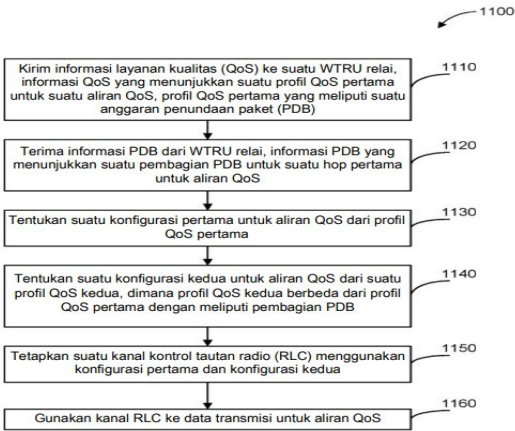 1100
Kirim informasi layanan kualitas (QoS) ke suatu WTRU relai,
informasi QoS yang menunjukkan suatu profil QoS pertama
untuk suatu aliran QoS, profil QoS pertama yang meliputi suatu
anggaran penundaan paket (PDB)
1110
Terima informasi PDB dari WTRU relai, informasi PDB yang
menunjukkan suatu pembagian PDB untuk suatu hop pertama
untuk aliran QoS
1120
Tentukan suatu konfigurasi pertama untuk aliran QoS dari profil
QoS pertama
1130
Tentukan suatu konfigurasi kedua untuk aliran QoS dari suatu
profil QoS kedua, dimana profil QoS kedua berbeda dari profil
QoS pertama dengan meliputi pembagian PDB
1140
Tetapkan suatu kanal kontrol tautan radio (RLC) menggunakan
konfigurasi pertama dan konfigurasi kedua
1150
Gunakan kanal RLC ke data transmisi untuk aliran QoS
1160